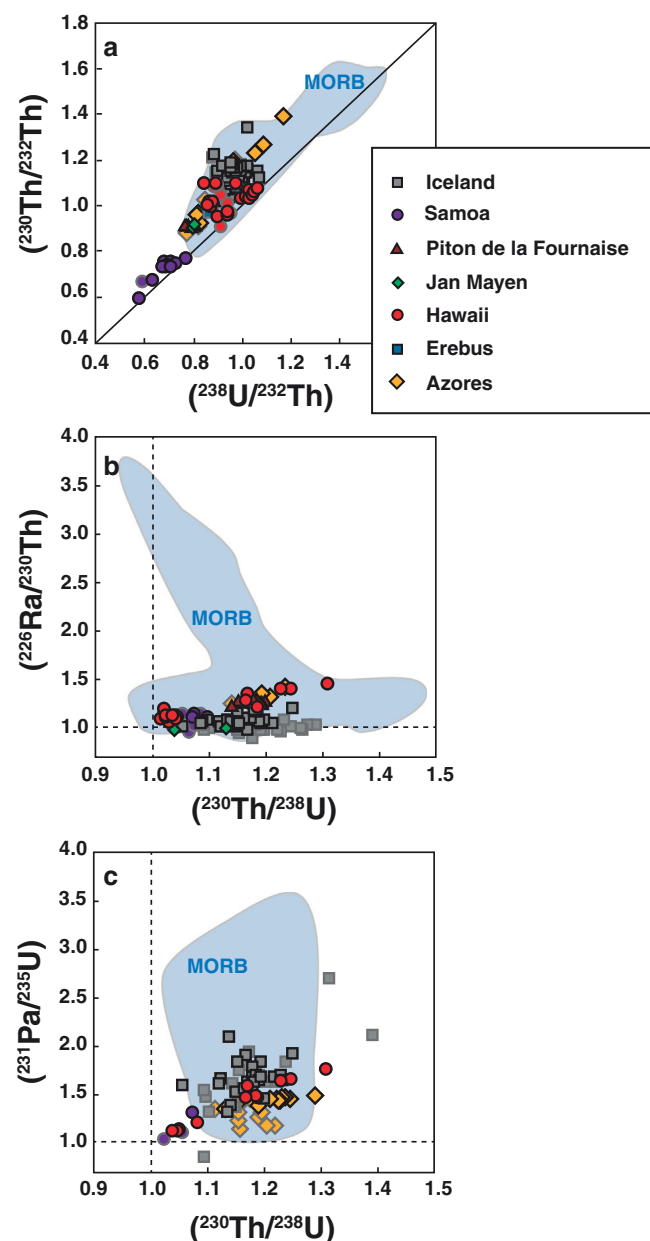 a
MORB
(²³⁰Th/²³²Th)
1.8
1.6
1.4
1.2
1.0
0.8
0.6
0.4
0.4 0.6 0.8 1.0 1.2 1.4
(²³⁸U/²³²Th)
Iceland
Samoa
Piton de la Fournaise
Jan Mayen
Hawaii
Erebus
Azores
b
MORB
(²²⁶Ra/²³⁰Th)
4.0
3.5
3.0
2.5
2.0
1.5
1.0
0.9 1.0 1.1 1.2 1.3 1.4 1.5
(²³⁰Th/²³⁸U)
c
MORB
(²³¹Pa/²³⁵U)
4.0
3.5
3.0
2.5
2.0
1.5
1.0
0.9 1.0 1.1 1.2 1.3 1.4 1.5
(²³⁰Th/²³⁸U)